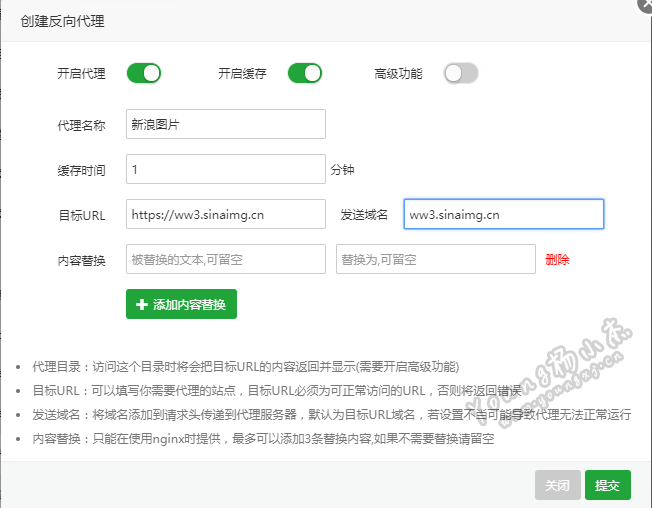 创建反向代理
开启代理 开启缓存 高级功能
代理名称 新浪图片
缓存时间 1 分钟
目标URL https://ww3.sinaimg.cn 发送域名 ww3.sinaimg.cn
内容替换 被替换的文本,可留空 替换为,可留空 删除
添加内容替换
代理目录：访问这个目录时将会把目标URL的内容返回并显示(需要开启高级功能)
目标URL：可以填写你需要代理的站点，目标URL必须为可正常访问的URL，否则将返回错误
发送域名：将域名添加到请求头传递到代理服务器，默认为目标URL域名，若设置不当可能导致代理无法正常运行
内容替换：只能在使用nginx时提供，最多可以添加3条替换内容,如果不需要替换请留空
关闭 提交